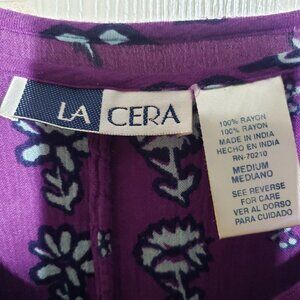 LA CERA
100% RAYON
100% RAYON
MADE IN INDIA
HECHO EN INDIA
RN-70210
MEDIUM
MEDIANO
SEE REVERSE
FOR CARE
VER AL DORSO
PARA CUIDADO